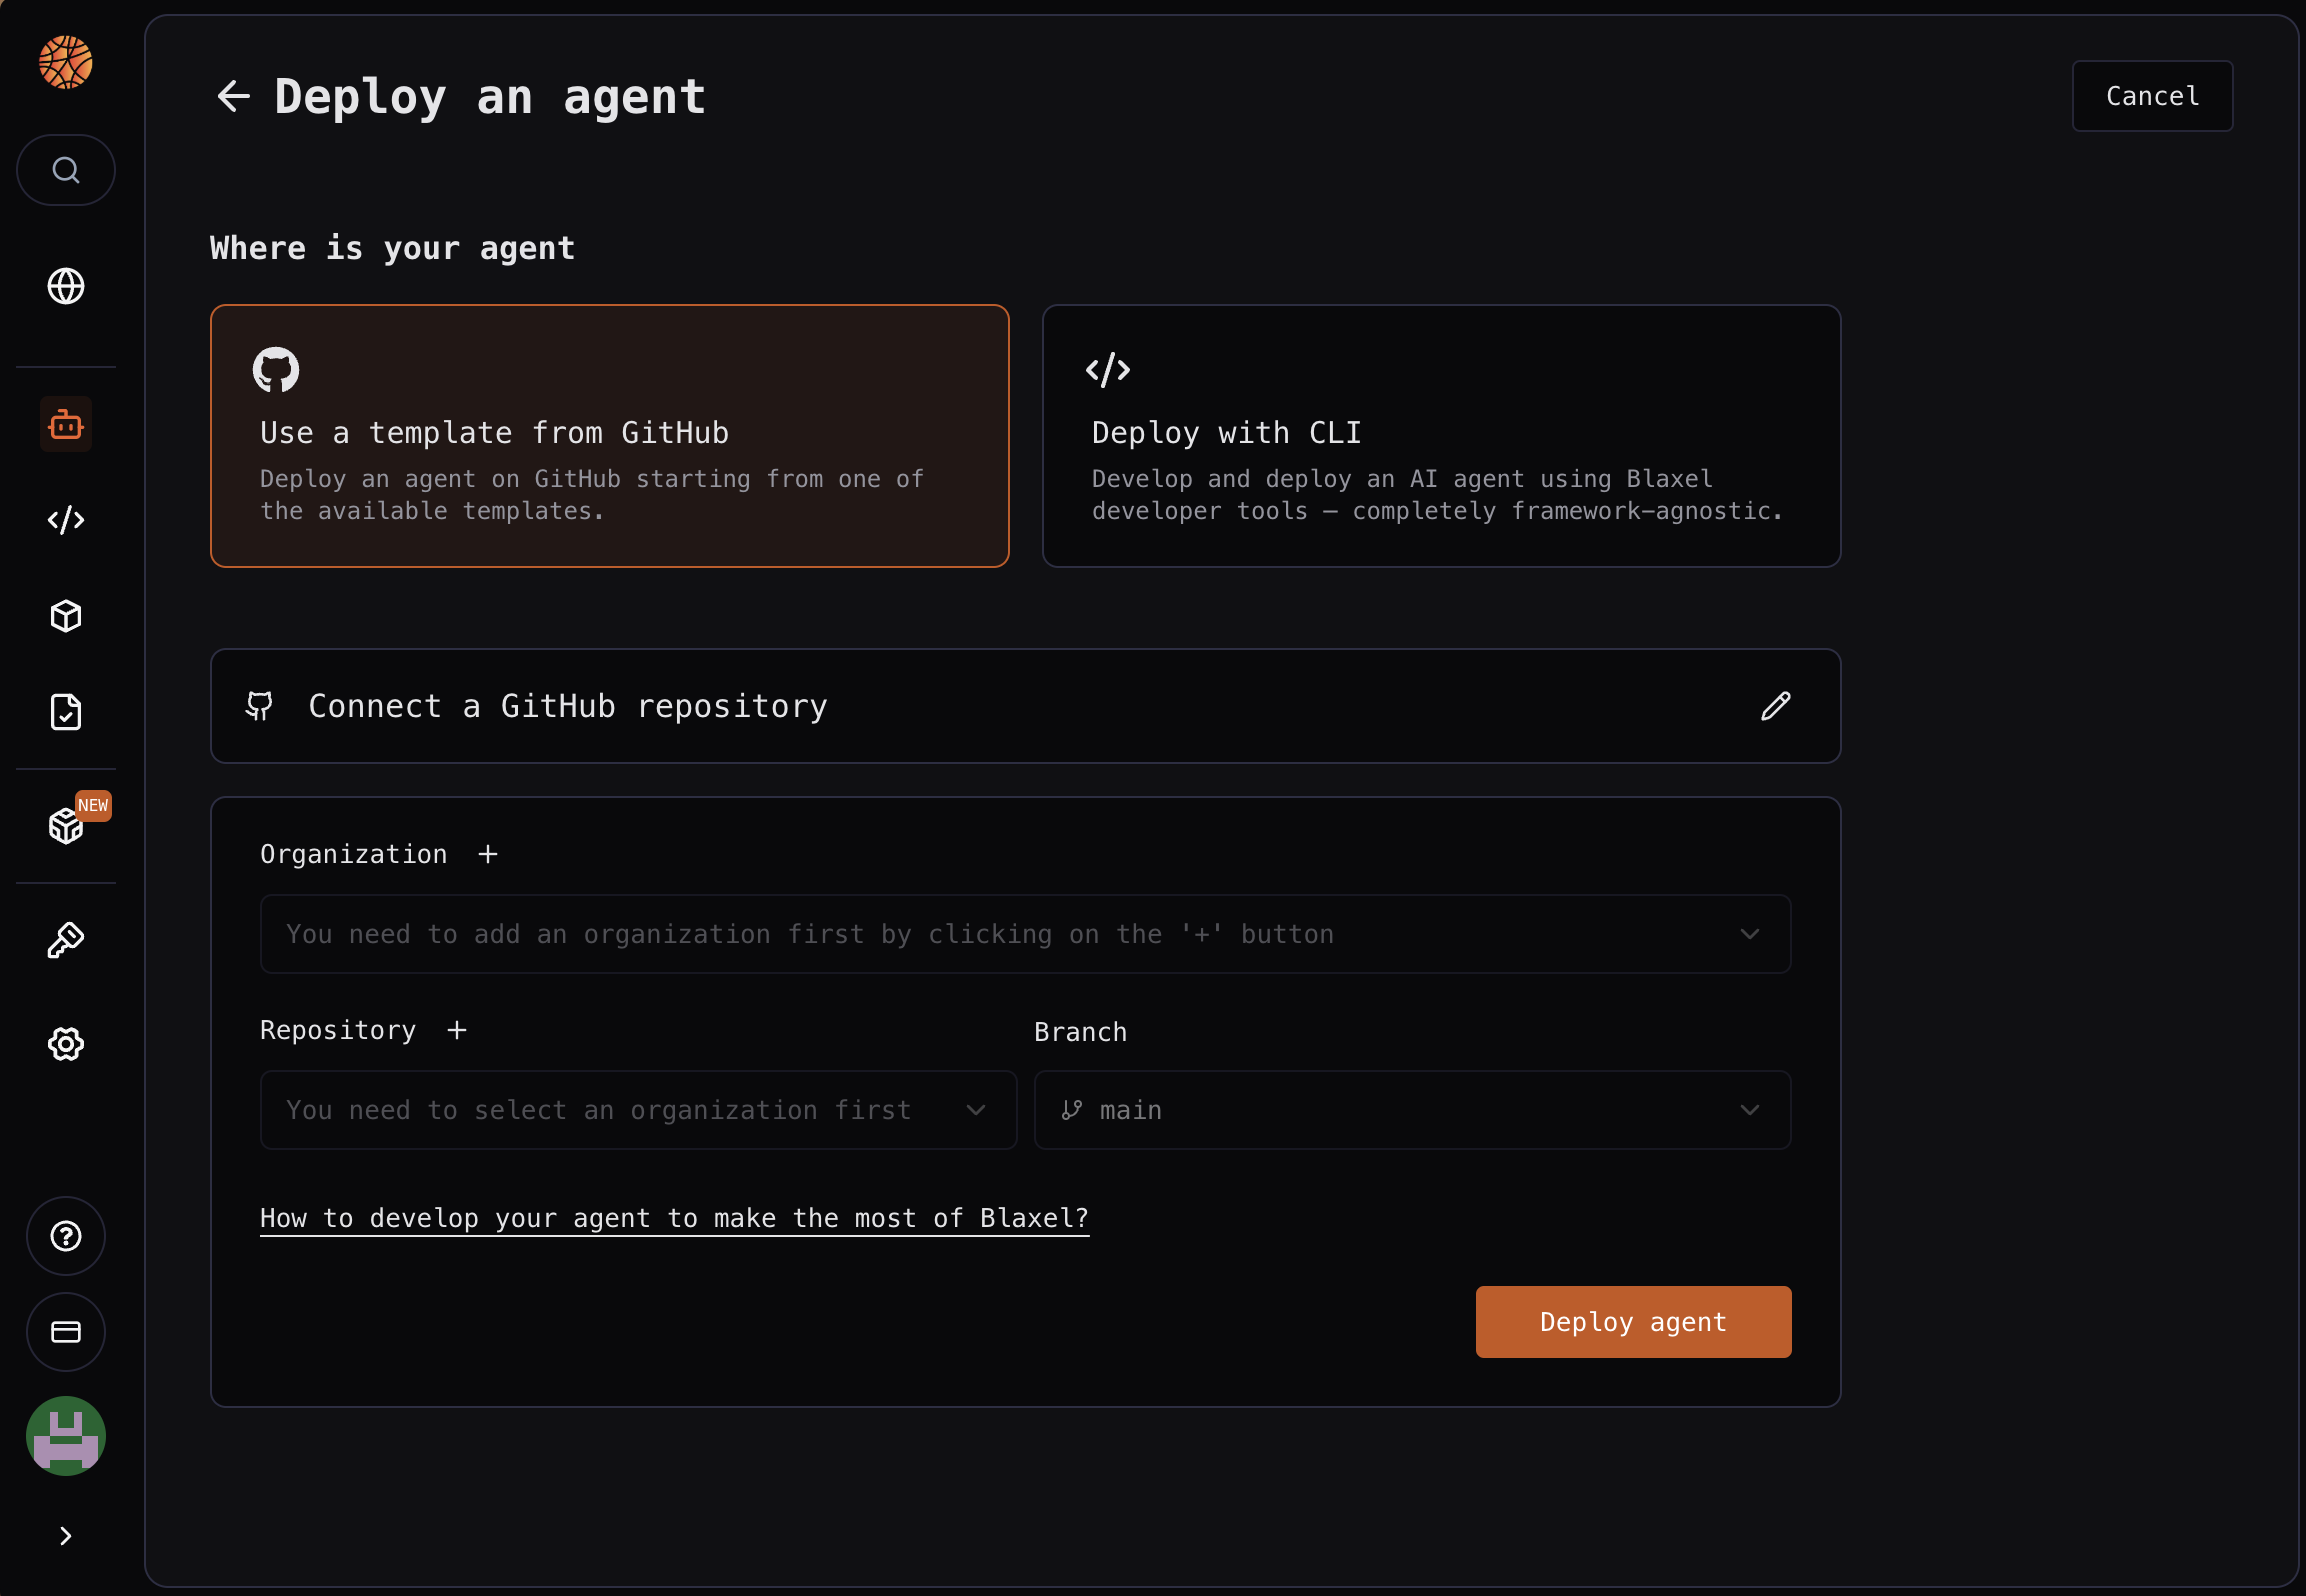 Deploy an agent
Cancel
Where is your agent
Use a template from GitHub
Deploy an agent on GitHub starting from one of
the available templates.
Deploy with CLI
Develop and deploy an AI agent using Blaxel
developer tools — completely framework-agnostic.
Connect a GitHub repository
NEW
Organization +
You need to add an organization first by clicking on the '+' button
Repository +
Branch
You need to select an organization first
main
How to develop your agent to make the most of Blaxel?
Deploy agent